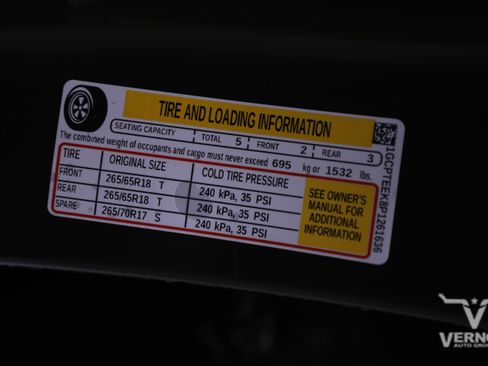 TIRE AND LOADING INFORMATION
SEATING CAPACITY TOTAL 5 FRONT 2 REAR 3
The combined weight of occupants and cargo must never exceed 695 kg or 1532 lbs.
TIRE ORIGINAL SIZE COLD TIRE PRESSURE
FRONT 265/65R18 T 240 kPa, 35 PSI
REAR 265/65R18 T 240 kPa, 35 PSI
SPARE 265/70R17 S 240 kPa, 35 PSI
SEE OWNER'S
MANUAL FOR
ADDITIONAL
INFORMATION
1GCPTEEK8P1261636
VERNO
AUTO GROU